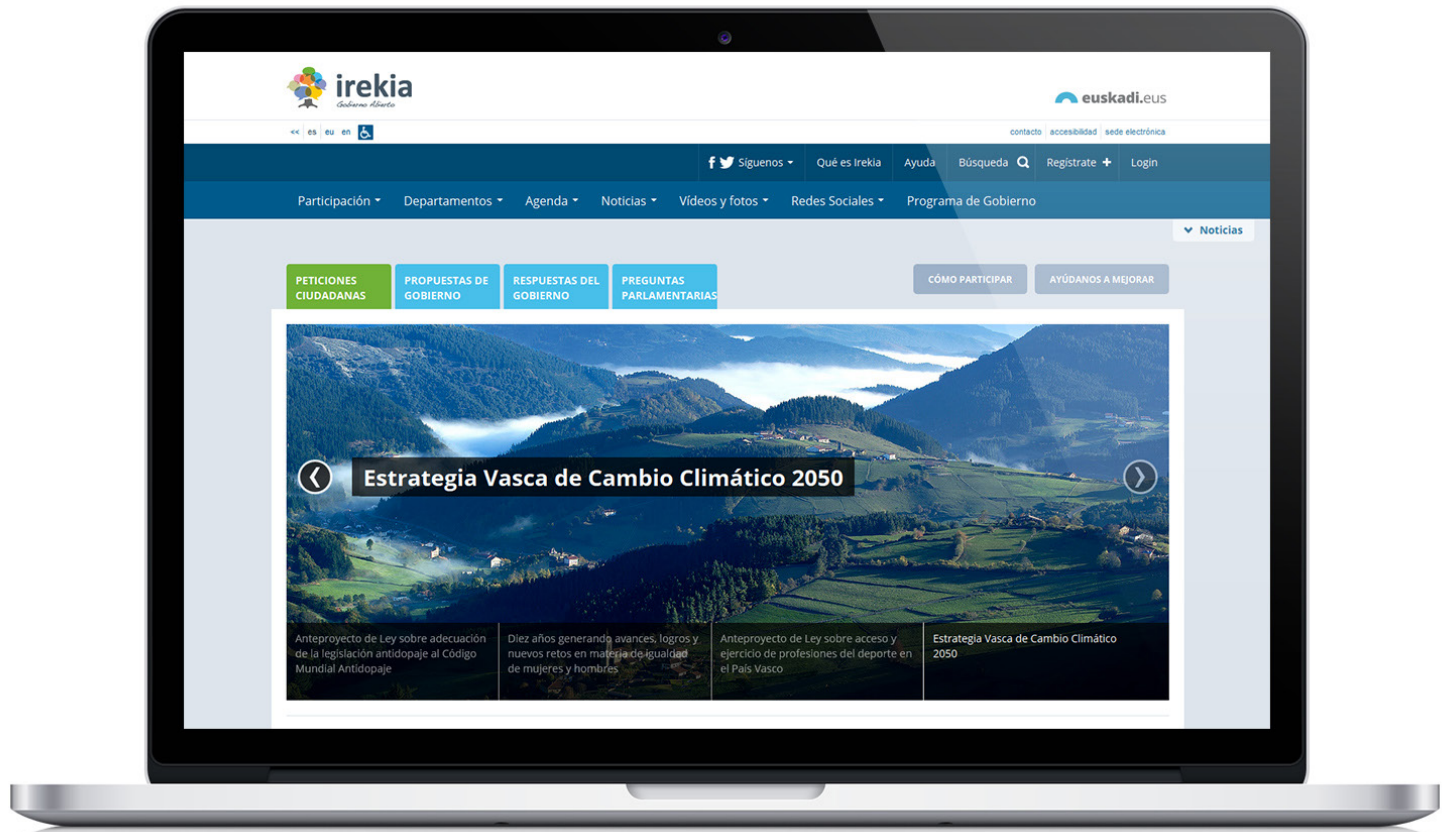 irekia
Gobierno Abierto
euskadi.eus
<< es eu en
contacto accesibilidad sede electrónica
Síguenos Qué es Irekia Ayuda Búsqueda Regístrate + Login
Participación Departamentos Agenda Noticias Vídeos y fotos Redes Sociales Programa de Gobierno
Noticias
PETICIONES
CIUDADANAS
PROPUESTAS DE
GOBIERNO
RESPUESTAS DEL
GOBIERNO
PREGUNTAS
PARLAMENTARIAS
CÓMO PARTICIPAR
AYÚDANOS A MEJORAR
Estrategia Vasca de Cambio Climático 2050
Anteproyecto de Ley sobre adecuación
de la legislación antidopaje al Código
Mundial Antidopaje
Diez años generando avances, logros y
nuevos retos en materia de igualdad
de mujeres y hombres
Anteproyecto de Ley sobre acceso y
ejercicio de profesiones del deporte en
el País Vasco
Estrategia Vasca de Cambio Climático
2050